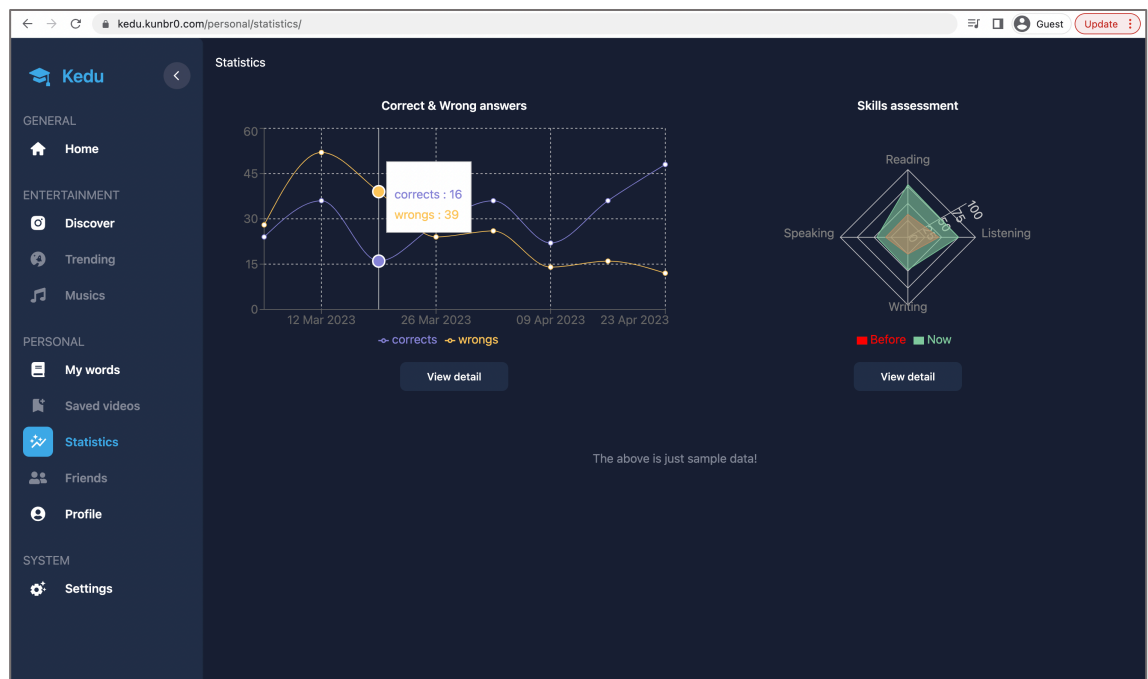 kedu.kunbr0.com/personal/statistics/
Guest
Update
Kedu
GENERAL
Home
ENTERTAINMENT
Discover
Trending
Musics
PERSONAL
My words
Saved videos
Statistics
Friends
Profile
SYSTEM
Settings
Statistics
Correct & Wrong answers
60
45
30
15
0
corrects : 16
wrongs : 39
12 Mar 2023 26 Mar 2023 09 Apr 2023 23 Apr 2023
corrects wrongs
View detail
Skills assessment
Reading
Speaking
Listening
Writing
0
25
50
75
100
Before Now
View detail
The above is just sample data!